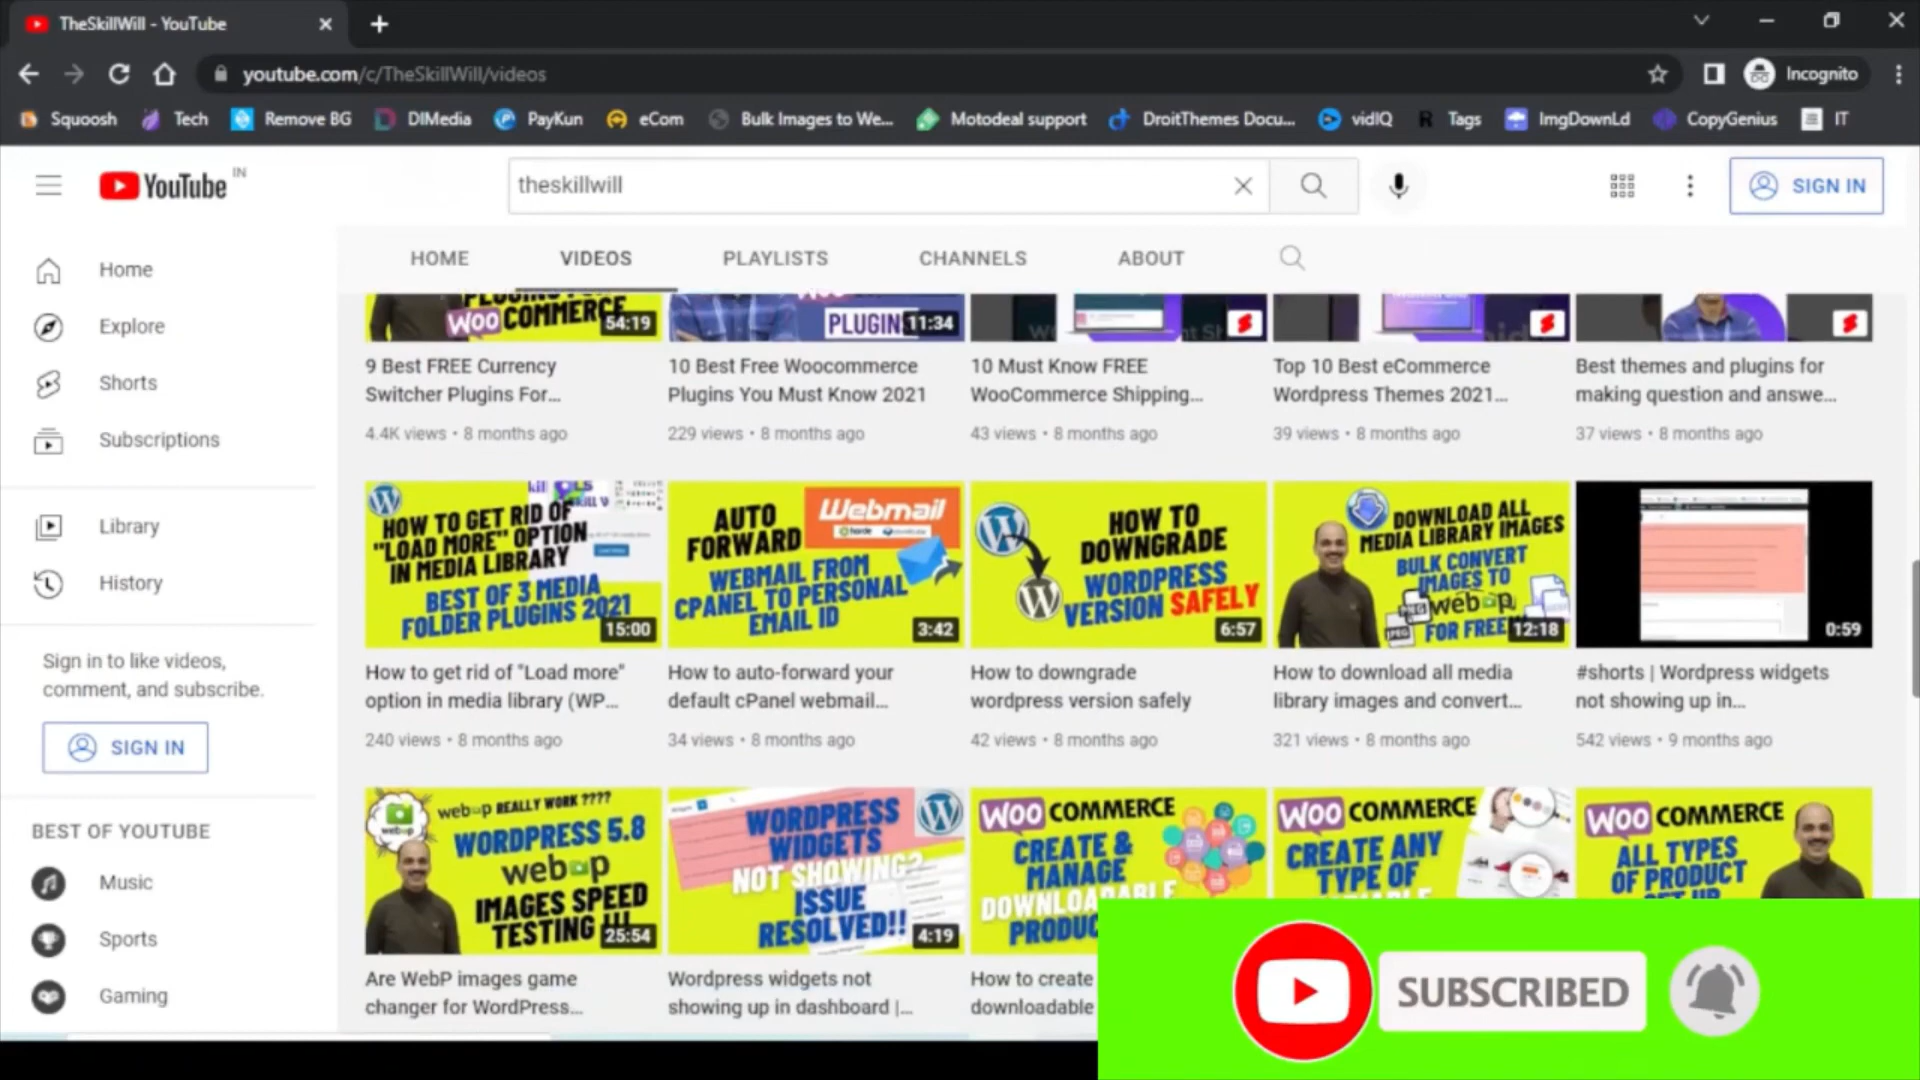 TheSkillWill - YouTube
youtube.com/c/TheSkillWill/videos
Incognito
Squoosh Tech Remove BG DIMedia PayKun eCom Bulk Images to We... Motodeal support DroitThemes Docu... vidIQ R Tags ImgDownLd CopyGenius IT
YouTube IN
theskillwill
SIGN IN
HOME VIDEOS PLAYLISTS CHANNELS ABOUT
Home
Explore
Shorts
Subscriptions
Library
History
Sign in to like videos,
comment, and subscribe.
SIGN IN
BEST OF YOUTUBE
Music
Sports
Gaming
WOO COMMERCE
54:19
PLUGINS
11:34
9 Best FREE Currency
Switcher Plugins For...
4.4K views • 8 months ago
10 Best Free Woocommerce
Plugins You Must Know 2021
229 views • 8 months ago
10 Must Know FREE
WooCommerce Shipping...
43 views • 8 months ago
Top 10 Best eCommerce
Wordpress Themes 2021...
39 views • 8 months ago
Best themes and plugins for
making question and answe...
37 views • 8 months ago
HOW TO GET RID OF
"LOAD MORE" OPTION
IN MEDIA LIBRARY
BEST OF 3 MEDIA
FOLDER PLUGINS 2021
15:00
How to get rid of "Load more"
option in media library (WP...
240 views • 8 months ago
AUTO
FORWARD
Webmail
WEBMAIL FROM
CPANEL TO PERSONAL
EMAIL ID
3:42
How to auto-forward your
default cPanel webmail...
34 views • 8 months ago
HOW TO
DOWNGRADE
WORDPRESS
VERSION SAFELY
6:57
How to downgrade
wordpress version safely
42 views • 8 months ago
DOWNLOAD ALL
MEDIA LIBRARY IMAGES
BULK CONVERT
IMAGES TO
PNG webp
JPEG FOR FREE
12:18
How to download all media
library images and convert...
321 views • 8 months ago
0:59
#shorts | Wordpress widgets
not showing up in...
542 views • 9 months ago
webp REALLY WORK ????
WORDPRESS 5.8
webp
IMAGES SPEED
TESTING !!!
25:54
Are WebP images game
changer for WordPress...
WORDPRESS
WIDGETS
NOT SHOWING?
ISSUE
RESOLVED!!
4:19
Wordpress widgets not
showing up in dashboard |...
WOO COMMERCE
CREATE &
MANAGE
DOWNLOADABLE
How to create
downloadable
WOO COMMERCE
CREATE ANY
TYPE OF
WOO COMMERCE
ALL TYPES
OF PRODUCT
SUBSCRIBED